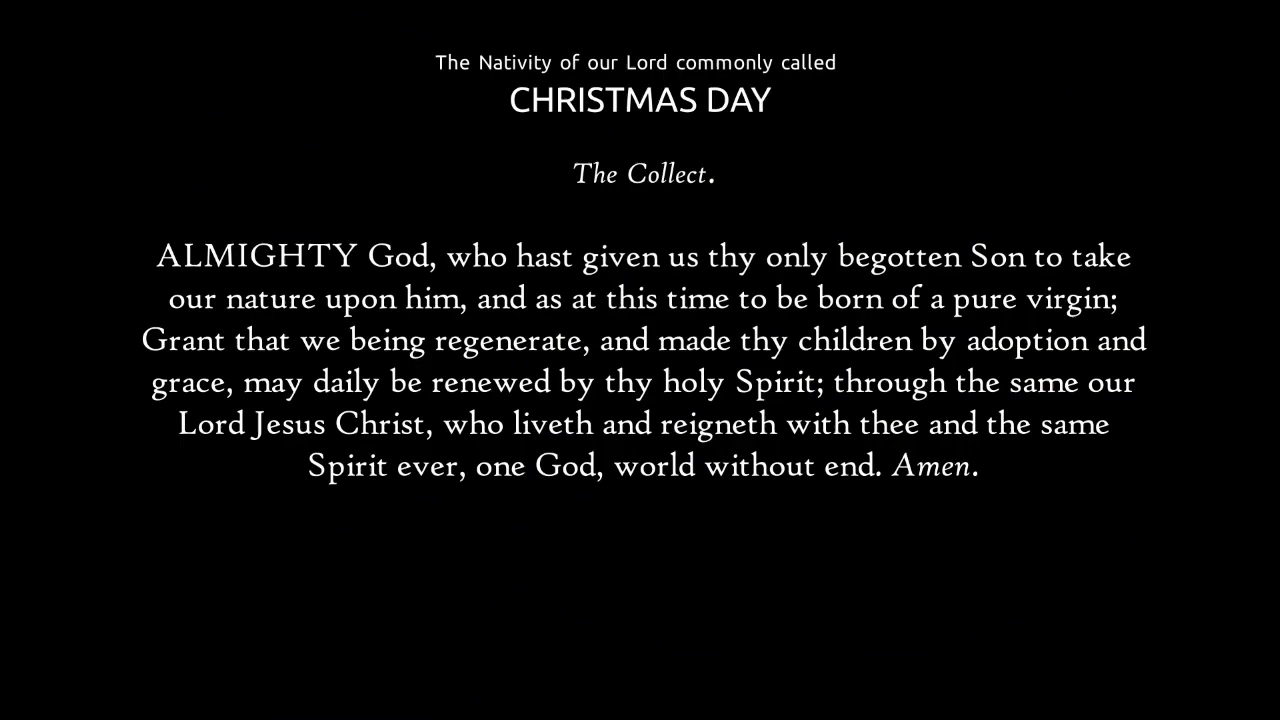 The Nativity of our Lord commonly called
CHRISTMAS DAY
The Collect.
ALMIGHTY God, who hast given us thy only begotten Son to take
our nature upon him, and as at this time to be born of a pure virgin;
Grant that we being regenerate, and made thy children by adoption and
grace, may daily be renewed by thy holy Spirit; through the same our
Lord Jesus Christ, who liveth and reigneth with thee and the same
Spirit ever, one God, world without end. Amen.